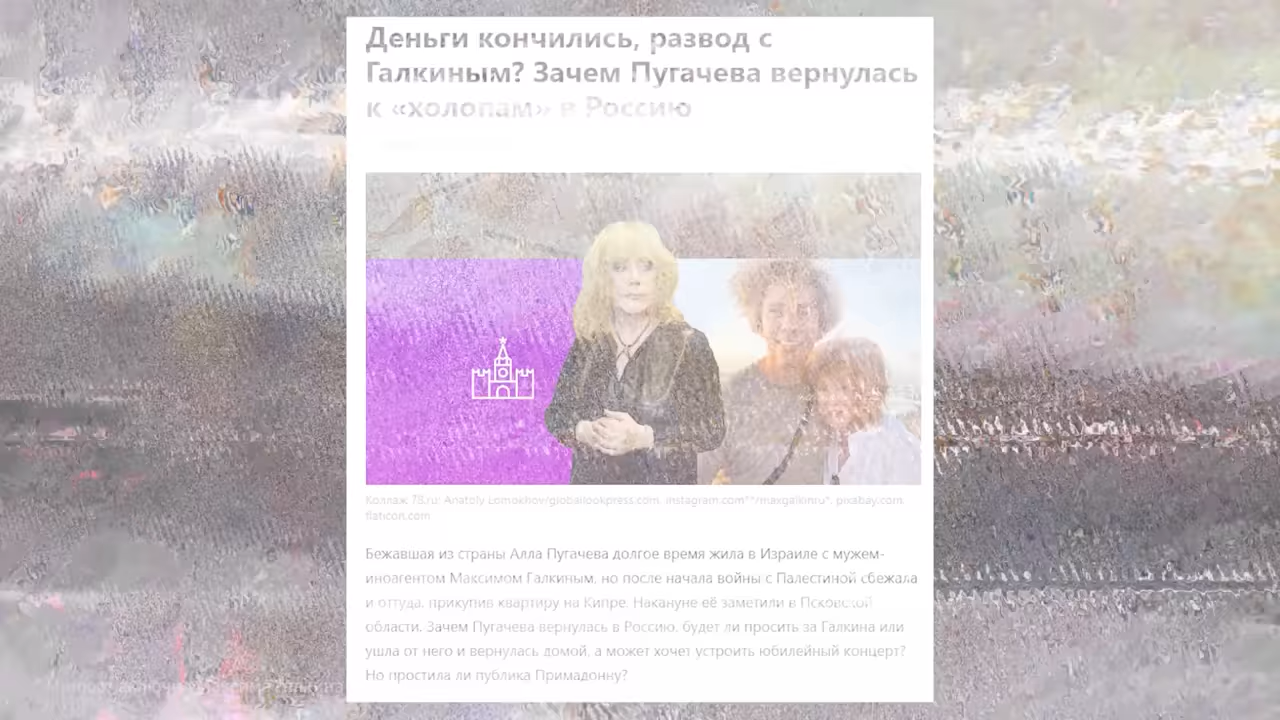 Деньги кончились, развод с
Галкиным? Зачем Пугачева вернулась
к «холопам» в Россию
Коллаж 78.ru: Anatoly Lomokhov/globallookpress.com, instagram.com**/maxgalkinru*, pixabay.com,
flaticon.com
Бежавшая из страны Алла Пугачева долгое время жила в Израиле с мужем-
иноагентом Максимом Галкиным, но после начала войны с Палестиной сбежала
и оттуда, прикупив квартиру на Кипре. Накануне её заметили в Псковской
области. Зачем Пугачева вернулась в Россию, будет ли просить за Галкина или
ушла от него и вернулась домой, а может хочет устроить юбилейный концерт?
Но простила ли публика Примадонну?